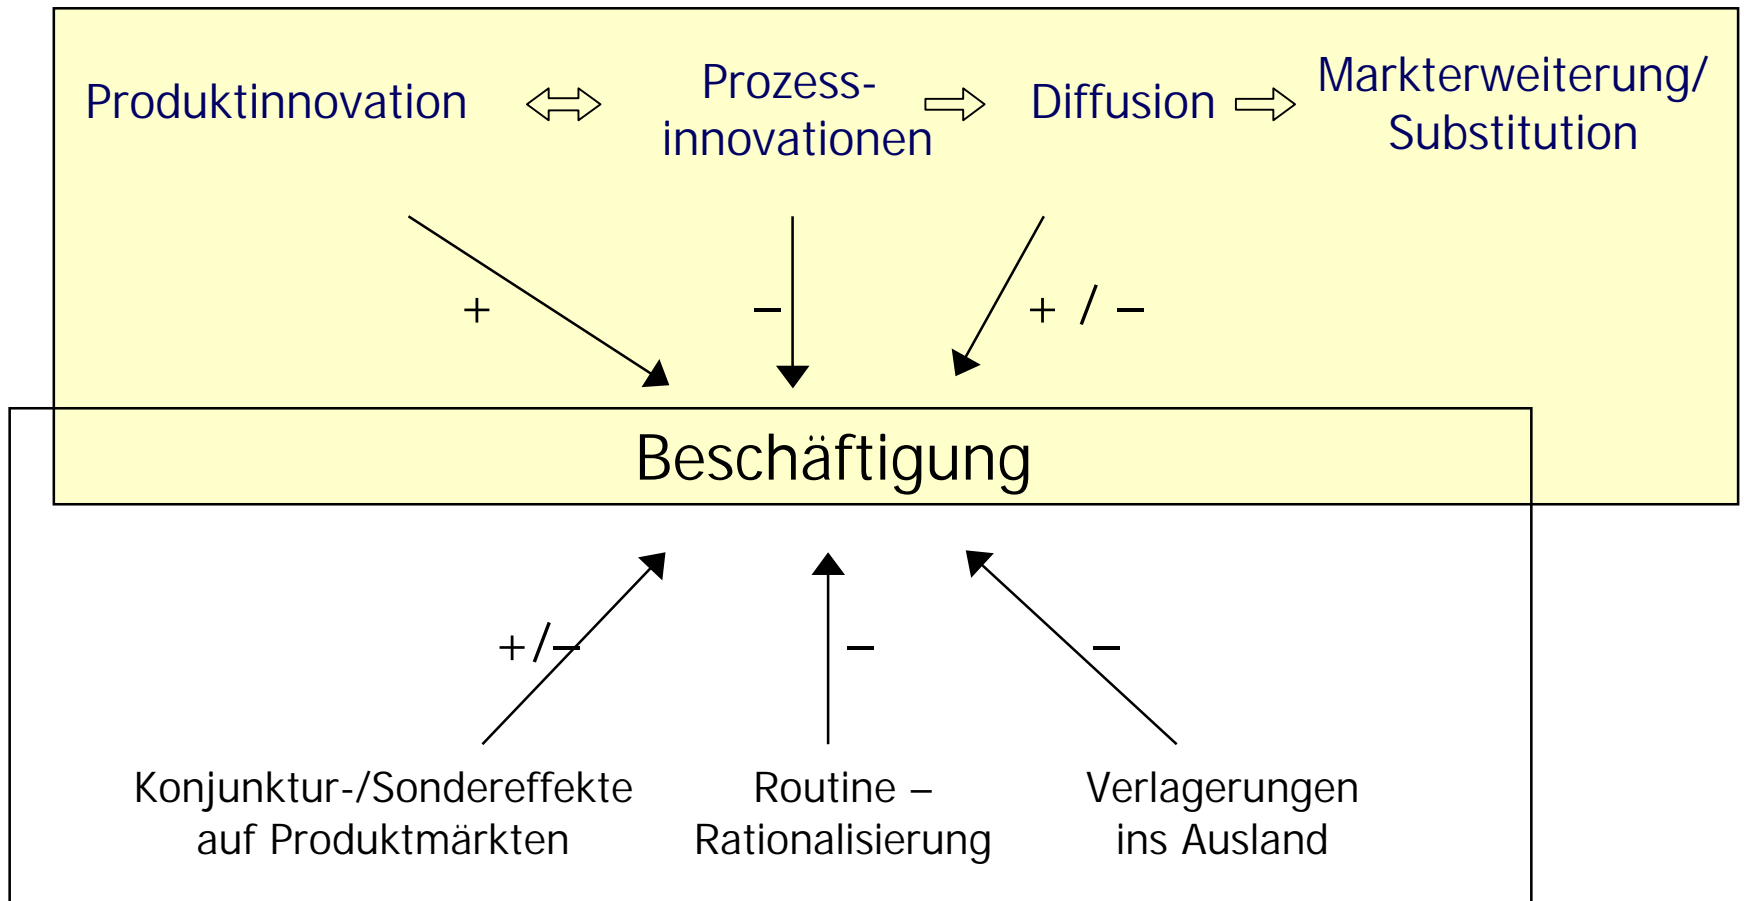 Produktinnovation
Prozess-
innovationen
Diffusion
Markterweiterung/
Substitution
+
–
+ / –
Beschäftigung
+/–
–
–
Konjunktur-/Sondereffekte
auf Produktmärkten
Routine –
Rationalisierung
Verlagerungen
ins Ausland